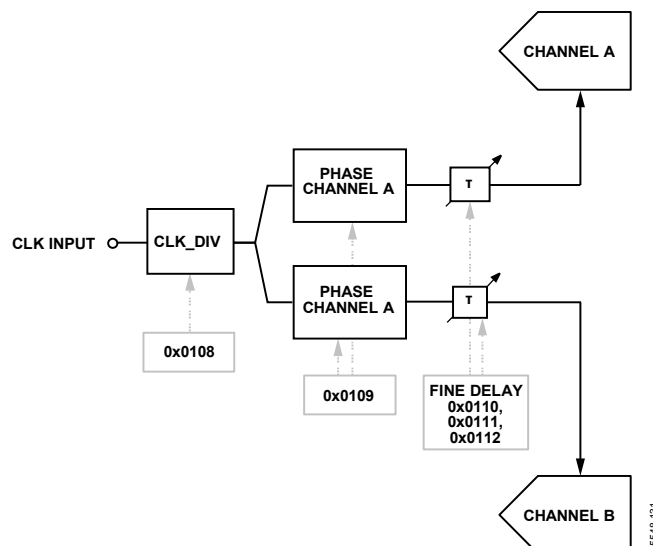 CHANNEL A
PHASE
CHANNEL A
T
CLK INPUT
CLK_DIV
PHASE
CHANNEL A
T
0x0108
0x0109
FINE DELAY
0x0110,
0x0111,
0x0112
CHANNEL B